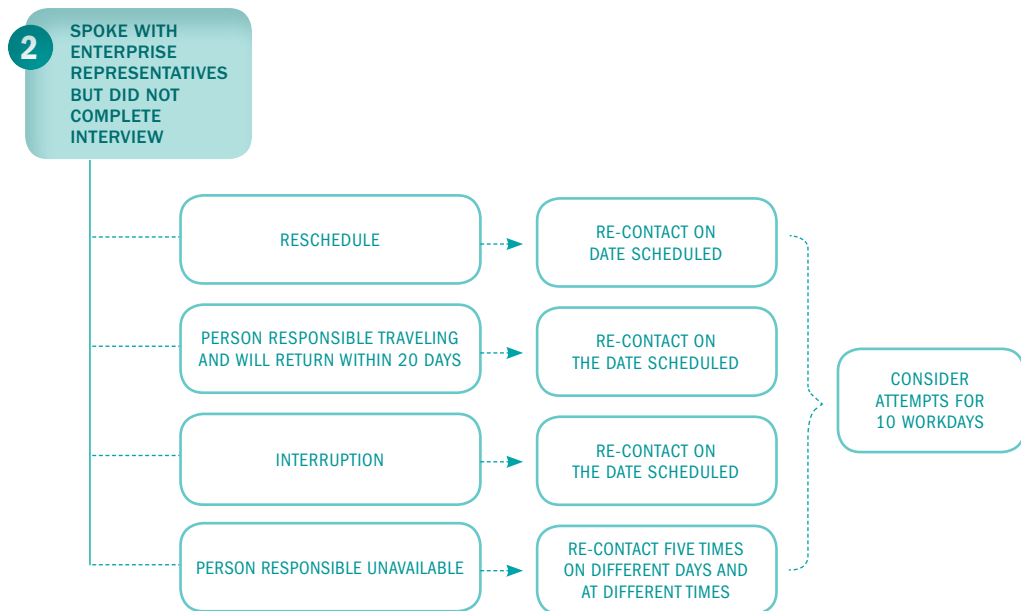 2
SPOKE WITH
ENTERPRISE
REPRESENTATIVES
BUT DID NOT
COMPLETE
INTERVIEW
RESCHEDULE
RE-CONTACT ON
DATE SCHEDULED
PERSON RESPONSIBLE TRAVELING
AND WILL RETURN WITHIN 20 DAYS
RE-CONTACT ON
THE DATE SCHEDULED
INTERRUPTION
RE-CONTACT ON
THE DATE SCHEDULED
PERSON RESPONSIBLE UNAVAILABLE
RE-CONTACT FIVE TIMES
ON DIFFERENT DAYS AND
AT DIFFERENT TIMES
CONSIDER
ATTEMPTS FOR
10 WORKDAYS